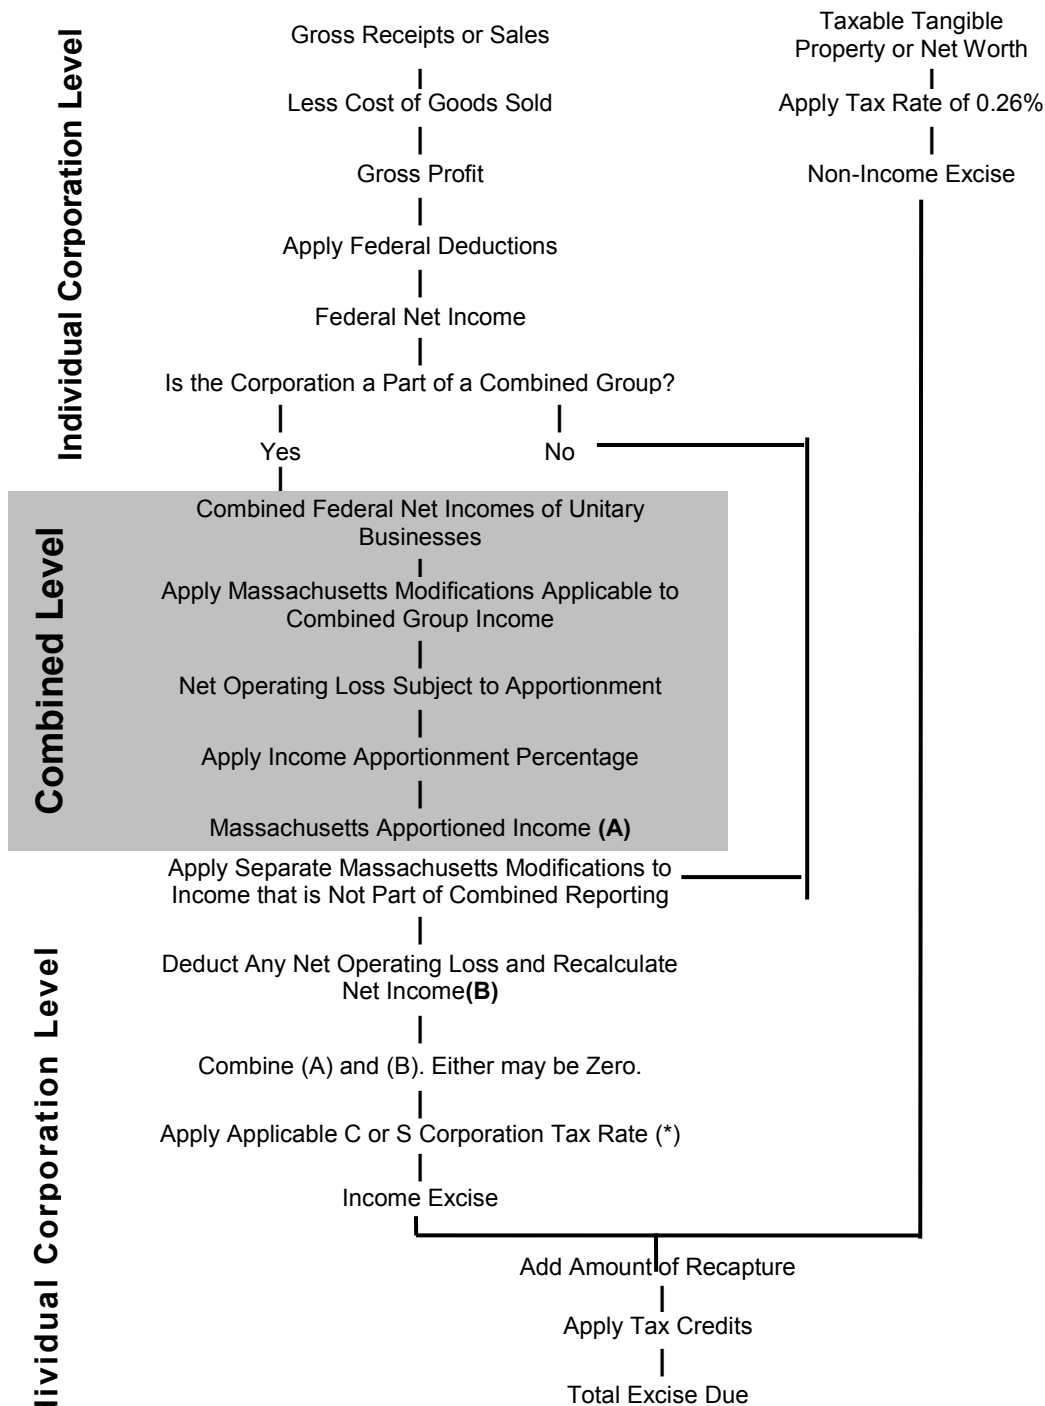 Individual Corporation Level
Gross Receipts or Sales
Less Cost of Goods Sold
Gross Profit
Apply Federal Deductions
Federal Net Income
Is the Corporation a Part of a Combined Group?
Yes
No
Taxable Tangible
Property or Net Worth
Apply Tax Rate of 0.26%
Non-Income Excise
Combined Level
Combined Federal Net Incomes of Unitary
Businesses
Apply Massachusetts Modifications Applicable to
Combined Group Income
Net Operating Loss Subject to Apportionment
Apply Income Apportionment Percentage
Massachusetts Apportioned Income (A)
dividual Corporation Level
Apply Separate Massachusetts Modifications to
Income that is Not Part of Combined Reporting
Deduct Any Net Operating Loss and Recalculate
Net Income(B)
Combine (A) and (B). Either may be Zero.
Apply Applicable C or S Corporation Tax Rate (*)
Income Excise
Add Amount of Recapture
Apply Tax Credits
Total Excise Due